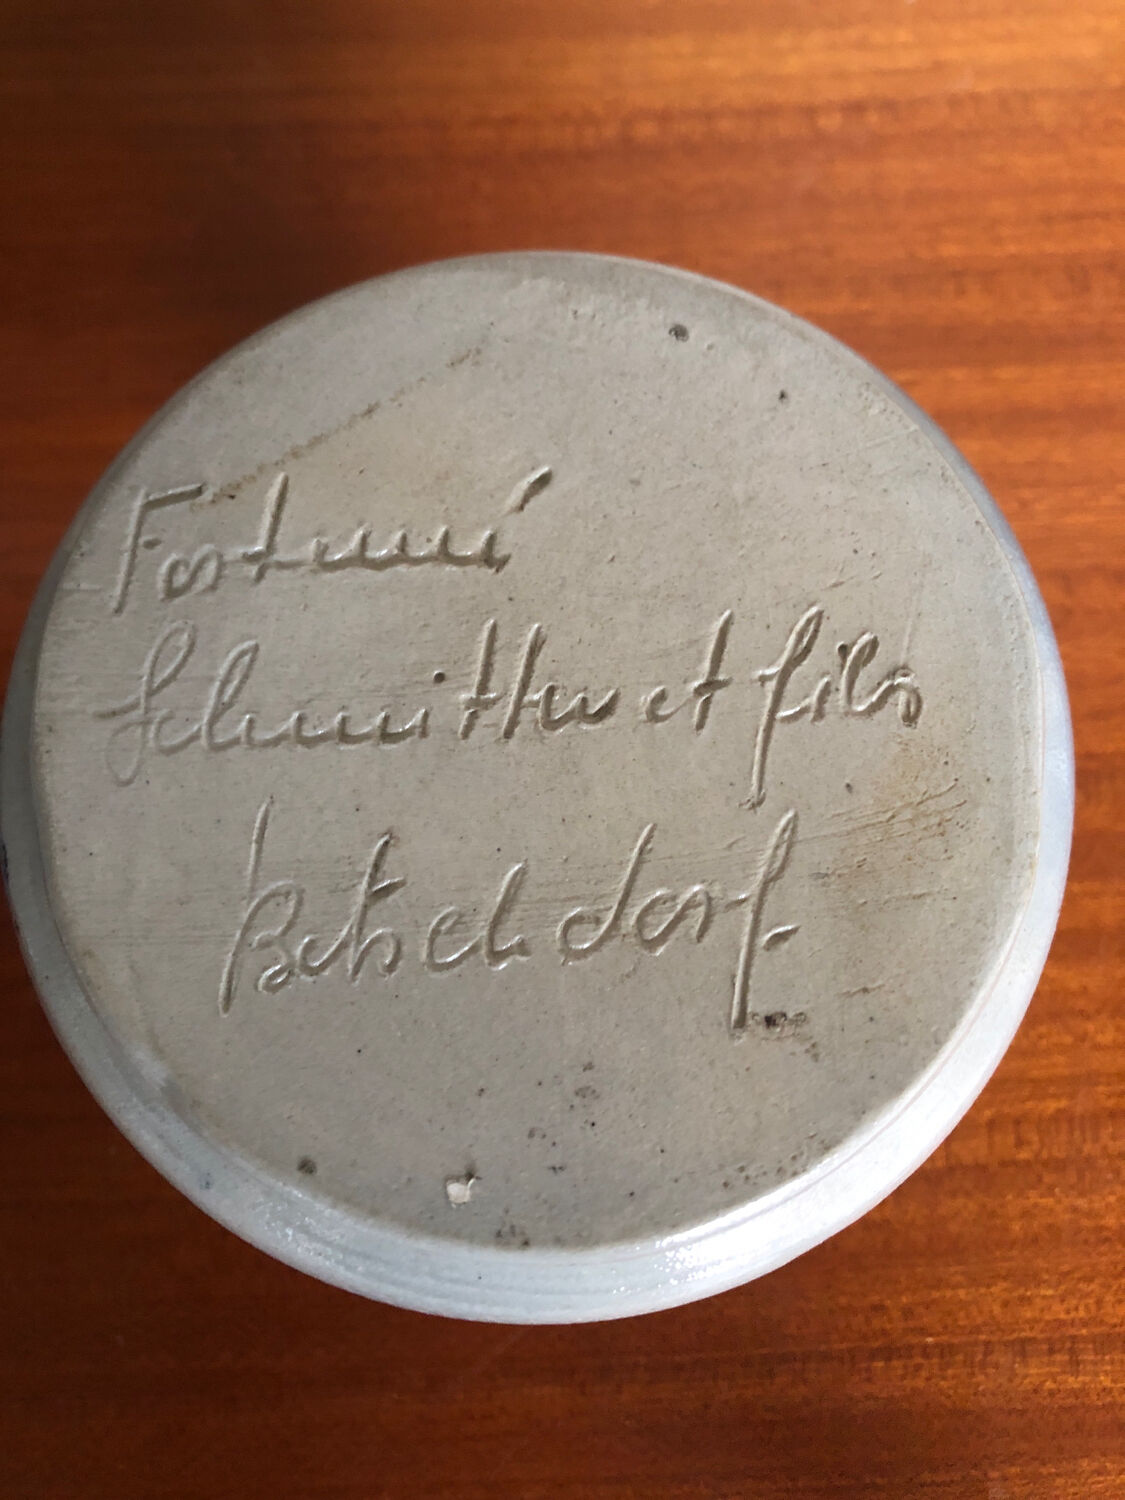 Fortuné
Schmitter et fils
Betschdorf